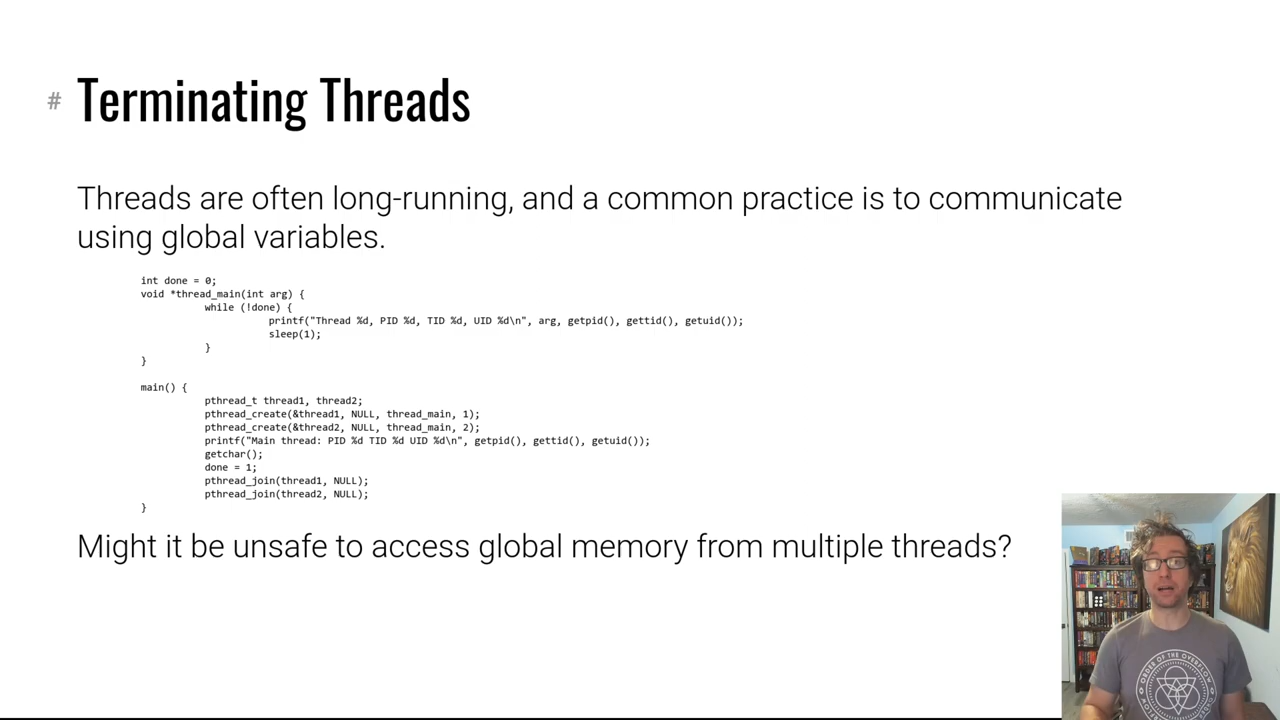 # Terminating Threads
Threads are often long-running, and a common practice is to communicate
using global variables.
int done = 0;
void *thread_main(int arg) {
while (!done) {
printf("Thread %d, PID %d, TID %d, UID %d\n", arg, getpid(), gettid(), getuid());
sleep(1);
}
}
main() {
pthread_t thread1, thread2;
pthread_create(&thread1, NULL, thread_main, 1);
pthread_create(&thread2, NULL, thread_main, 2);
printf("Main thread: PID %d TID %d UID %d\n", getpid(), gettid(), getuid());
getchar();
done = 1;
pthread_join(thread1, NULL);
pthread_join(thread2, NULL);
}
Might it be unsafe to access global memory from multiple threads?
ORDER OF THE OVERFLOW